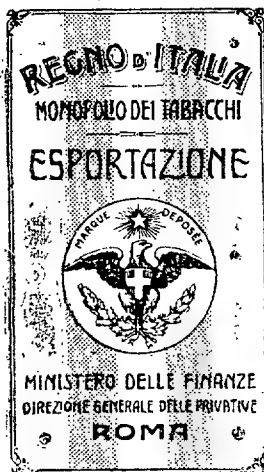 REGNO D'ITALIA
MONOPOLIO DEI TABACCHI
ESPORTAZIONE
MARQUE DEPOSÉE
MINISTERO DELLE FINANZE
DIREZIONE GENERALE DELLE PRIVATIVE
ROMA